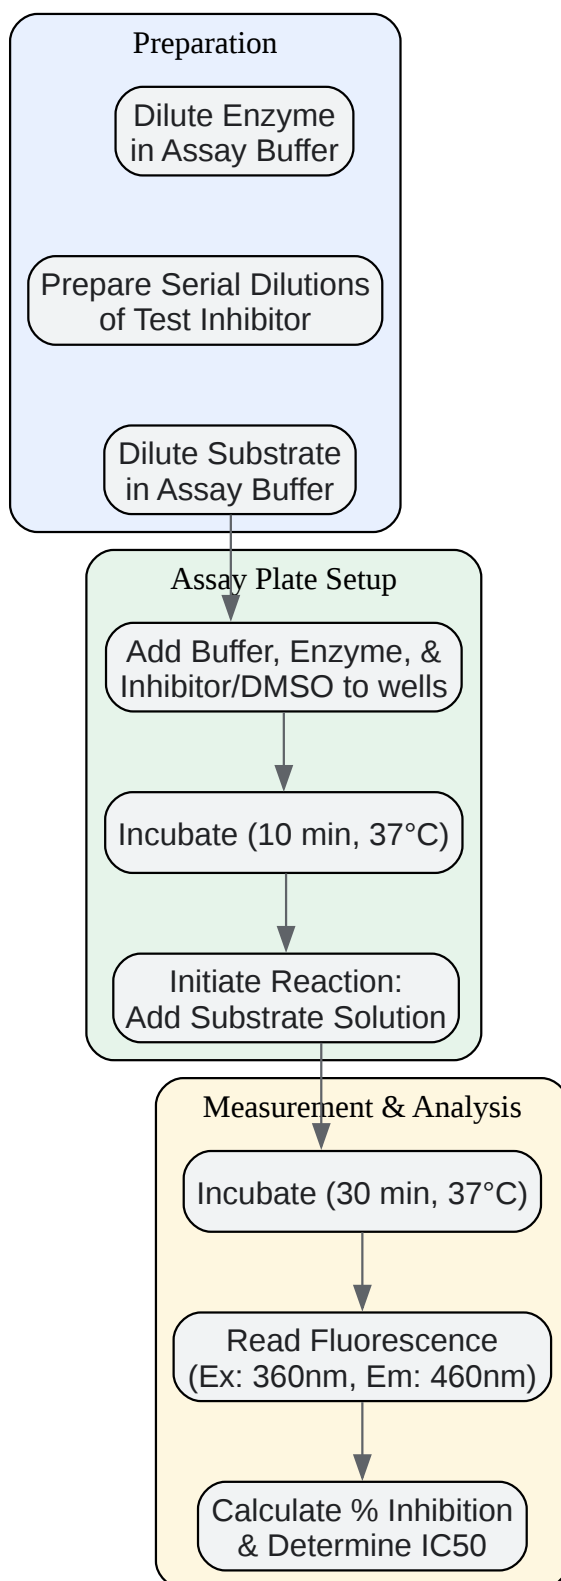 Preparation
Dilute Enzyme
in Assay Buffer
Prepare Serial Dilutions
of Test Inhibitor
Dilute Substrate
in Assay Buffer
Assay Plate Setup
Add Buffer, Enzyme, &
Inhibitor/DMSO to wells
Incubate (10 min, 37°C)
Initiate Reaction:
Add Substrate Solution
Measurement & Analysis
Incubate (30 min, 37°C)
Read Fluorescence
(Ex: 360nm, Em: 460nm)
Calculate % Inhibition
& Determine IC50